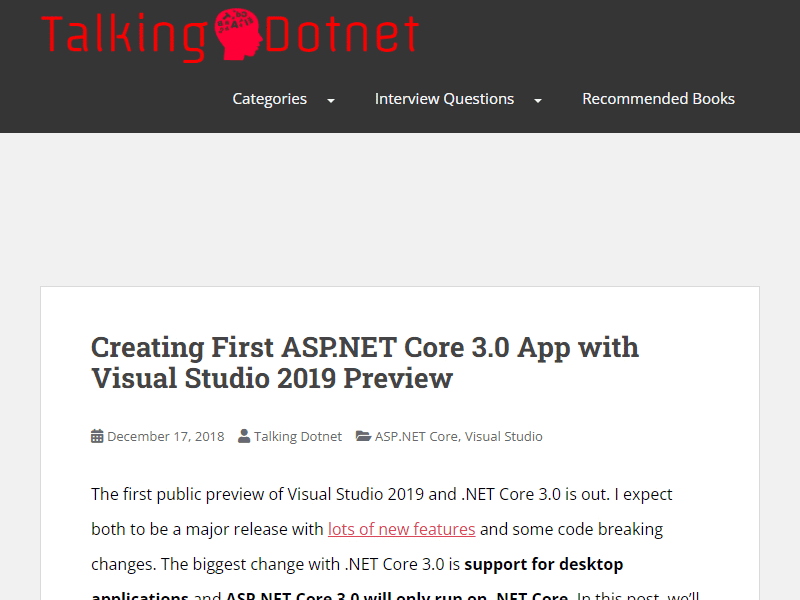 Talking Dotnet
Categories Interview Questions Recommended Books
Creating First ASP.NET Core 3.0 App with
Visual Studio 2019 Preview
December 17, 2018 Talking Dotnet ASP.NET Core, Visual Studio
The first public preview of Visual Studio 2019 and .NET Core 3.0 is out. I expect
both to be a major release with lots of new features and some code breaking
changes. The biggest change with .NET Core 3.0 is support for desktop
applications and ASP.NET Core 3.0 will only run on .NET Core. In this post, we'll